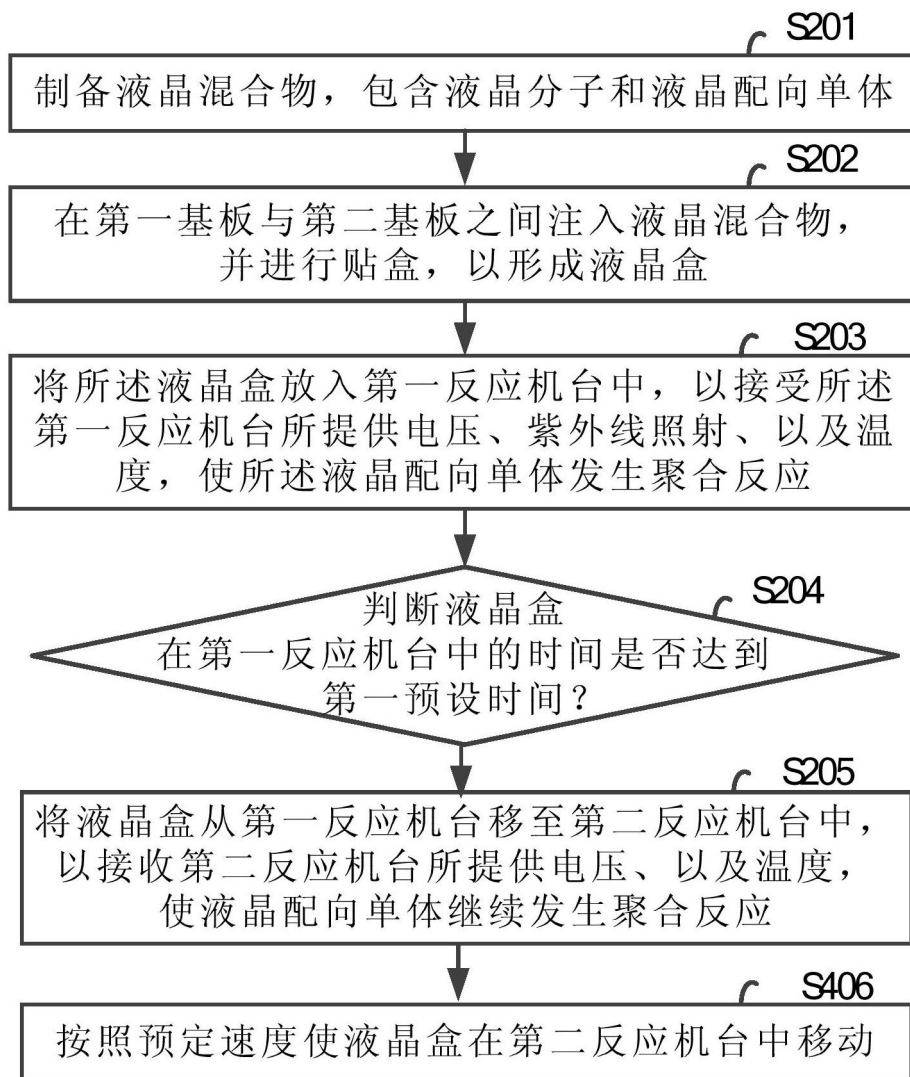 S201
制备液晶混合物，包含液晶分子和液晶配向单体
S202
在第一基板与第二基板之间注入液晶混合物，
并进行贴盒，以形成液晶盒
S203
将所述液晶盒放入第一反应机台中，以接受所述
第一反应机台所提供电压、紫外线照射、以及温
度，使所述液晶配向单体发生聚合反应
S204
判断液晶盒
在第一反应机台中的时间是否达到
第一预设时间？
S205
将液晶盒从第一反应机台移至第二反应机台中，
以接收第二反应机台所提供电压、以及温度，
使液晶配向单体继续发生聚合反应
S406
按照预定速度使液晶盒在第二反应机台中移动